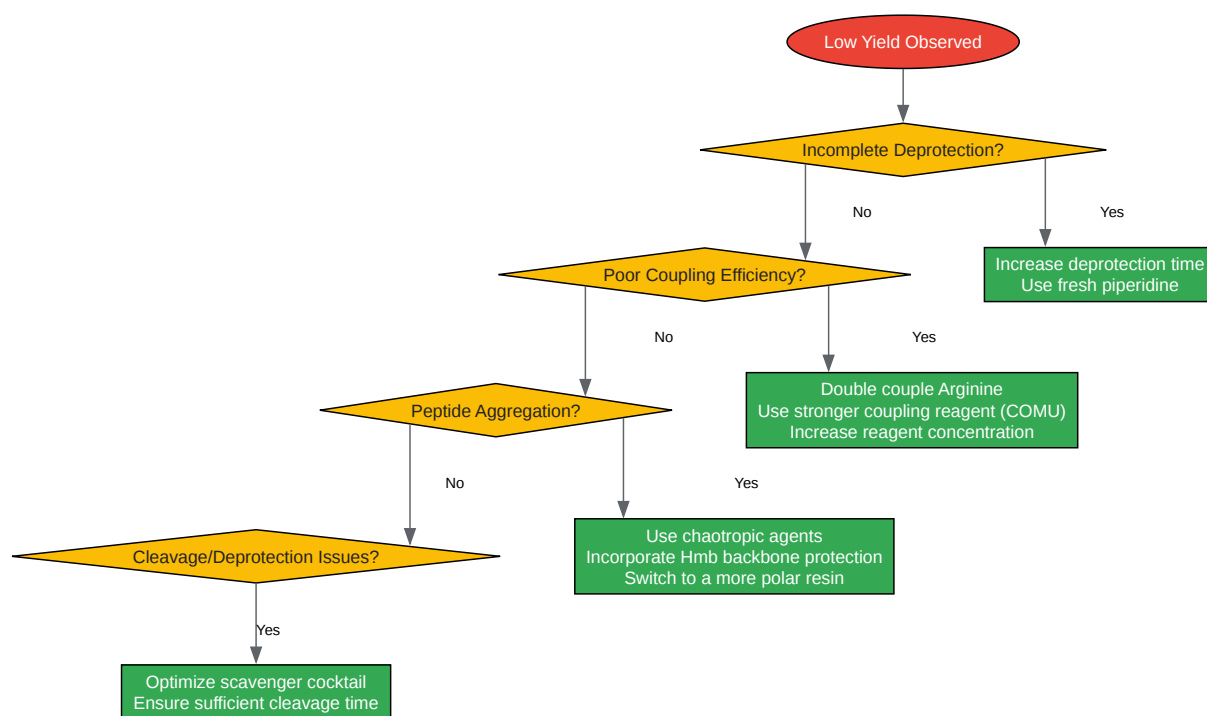 Low Yield Observed
Incomplete Deprotection?
No
Yes
Increase deprotection time
Use fresh piperidine
Poor Coupling Efficiency?
No
Yes
Double couple Arginine
Use stronger coupling reagent (COMU)
Increase reagent concentration
Peptide Aggregation?
No
Yes
Use chaotropic agents
Incorporate Hmb backbone protection
Switch to a more polar resin
Cleavage/Deprotection Issues?
Yes
Optimize scavenger cocktail
Ensure sufficient cleavage time